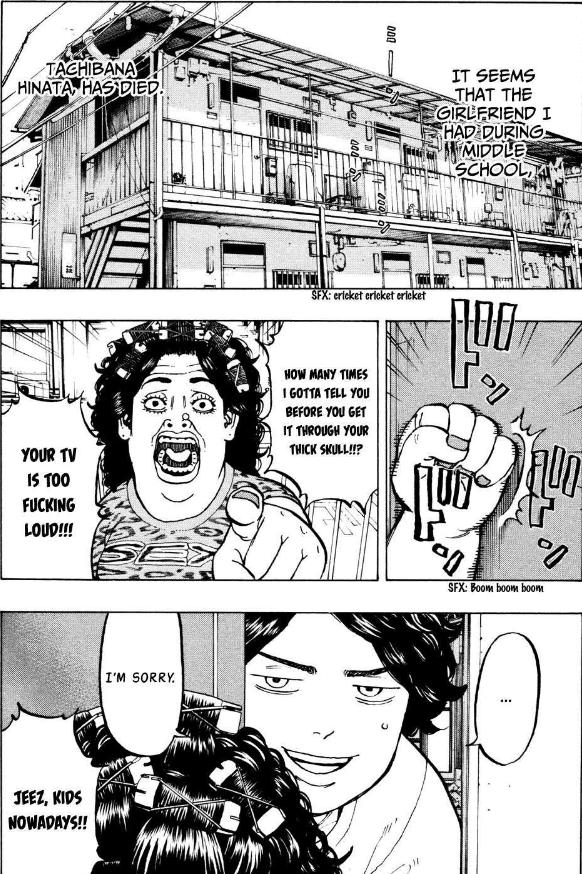 IT SEEMS
THAT THE
GIRLFRIEND I
HAD DURING
MIDDLE
SCHOOL,
TACHIBANA
HINATA, HAS DIED.
SFX: cricket cricket cricket
SFX: Boom boom boom
HOW MANY TIMES
I GOTTA TELL YOU
BEFORE YOU GET
IT THROUGH YOUR
THICK SKULL!!?
YOUR TV
IS TOO
FUCKING
LOUD!!!
...
I'M SORRY.
JEEZ, KIDS
NOWADAYS!!